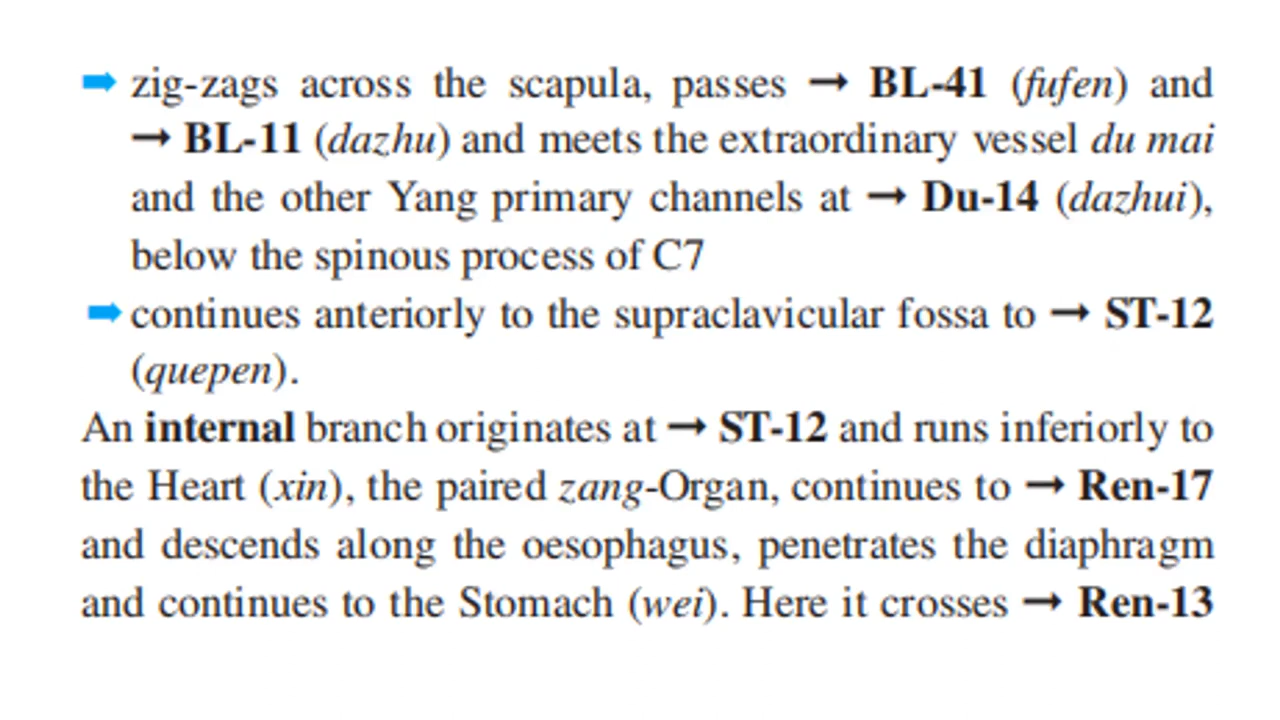 ➡ zig-zags across the scapula, passes → BL-41 (fufen) and
→ BL-11 (dazhu) and meets the extraordinary vessel du mai
and the other Yang primary channels at → Du-14 (dazhui),
below the spinous process of C7
➡ continues anteriorly to the supraclavicular fossa to → ST-12
(quepen).
An internal branch originates at → ST-12 and runs inferiorly to
the Heart (xin), the paired zang-Organ, continues to → Ren-17
and descends along the oesophagus, penetrates the diaphragm
and continues to the Stomach (wei). Here it crosses → Ren-13